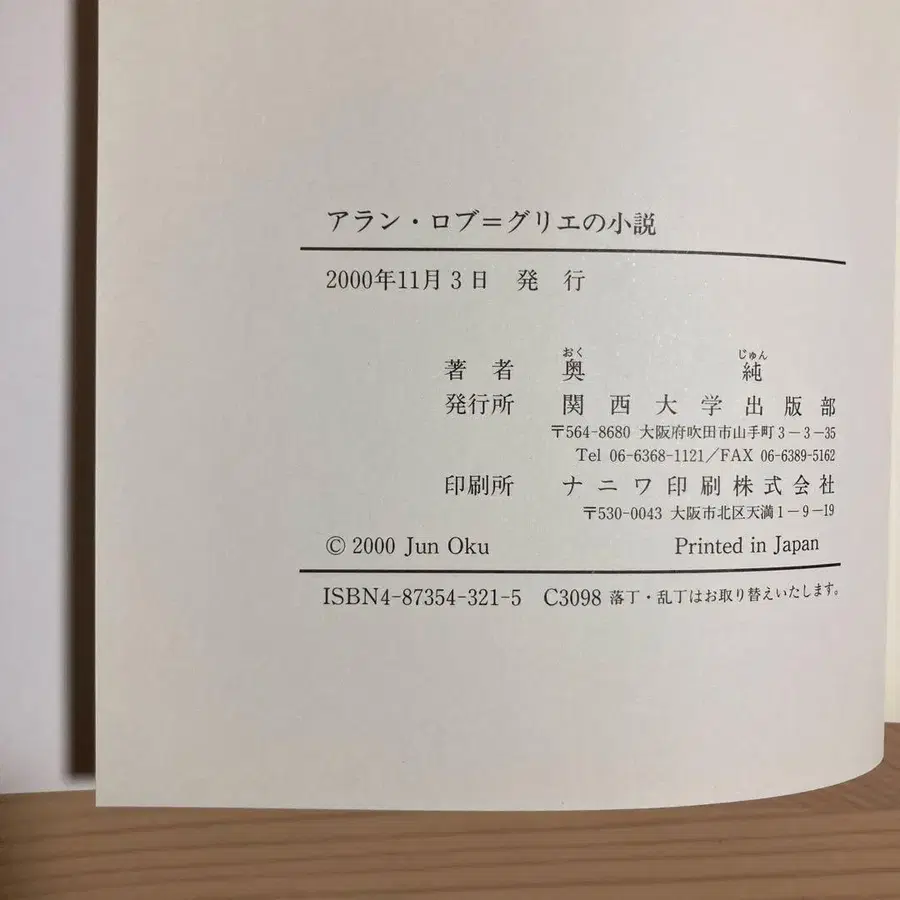 アラン・ロブ＝グリエの小説
2000年11月3日　発　行
おく　じゅん
著　者　奥　純
発行所　関西大学出版部
〒564-8680 大阪府吹田市山手町3－3－35
Tel 06-6368-1121／FAX 06-6389-5162
印刷所　ナニワ印刷株式会社
〒530-0043 大阪市北区天満1－9－19
© 2000 Jun Oku　Printed in Japan
ISBN4-87354-321-5　C3098 落丁・乱丁はお取り替えいたします。